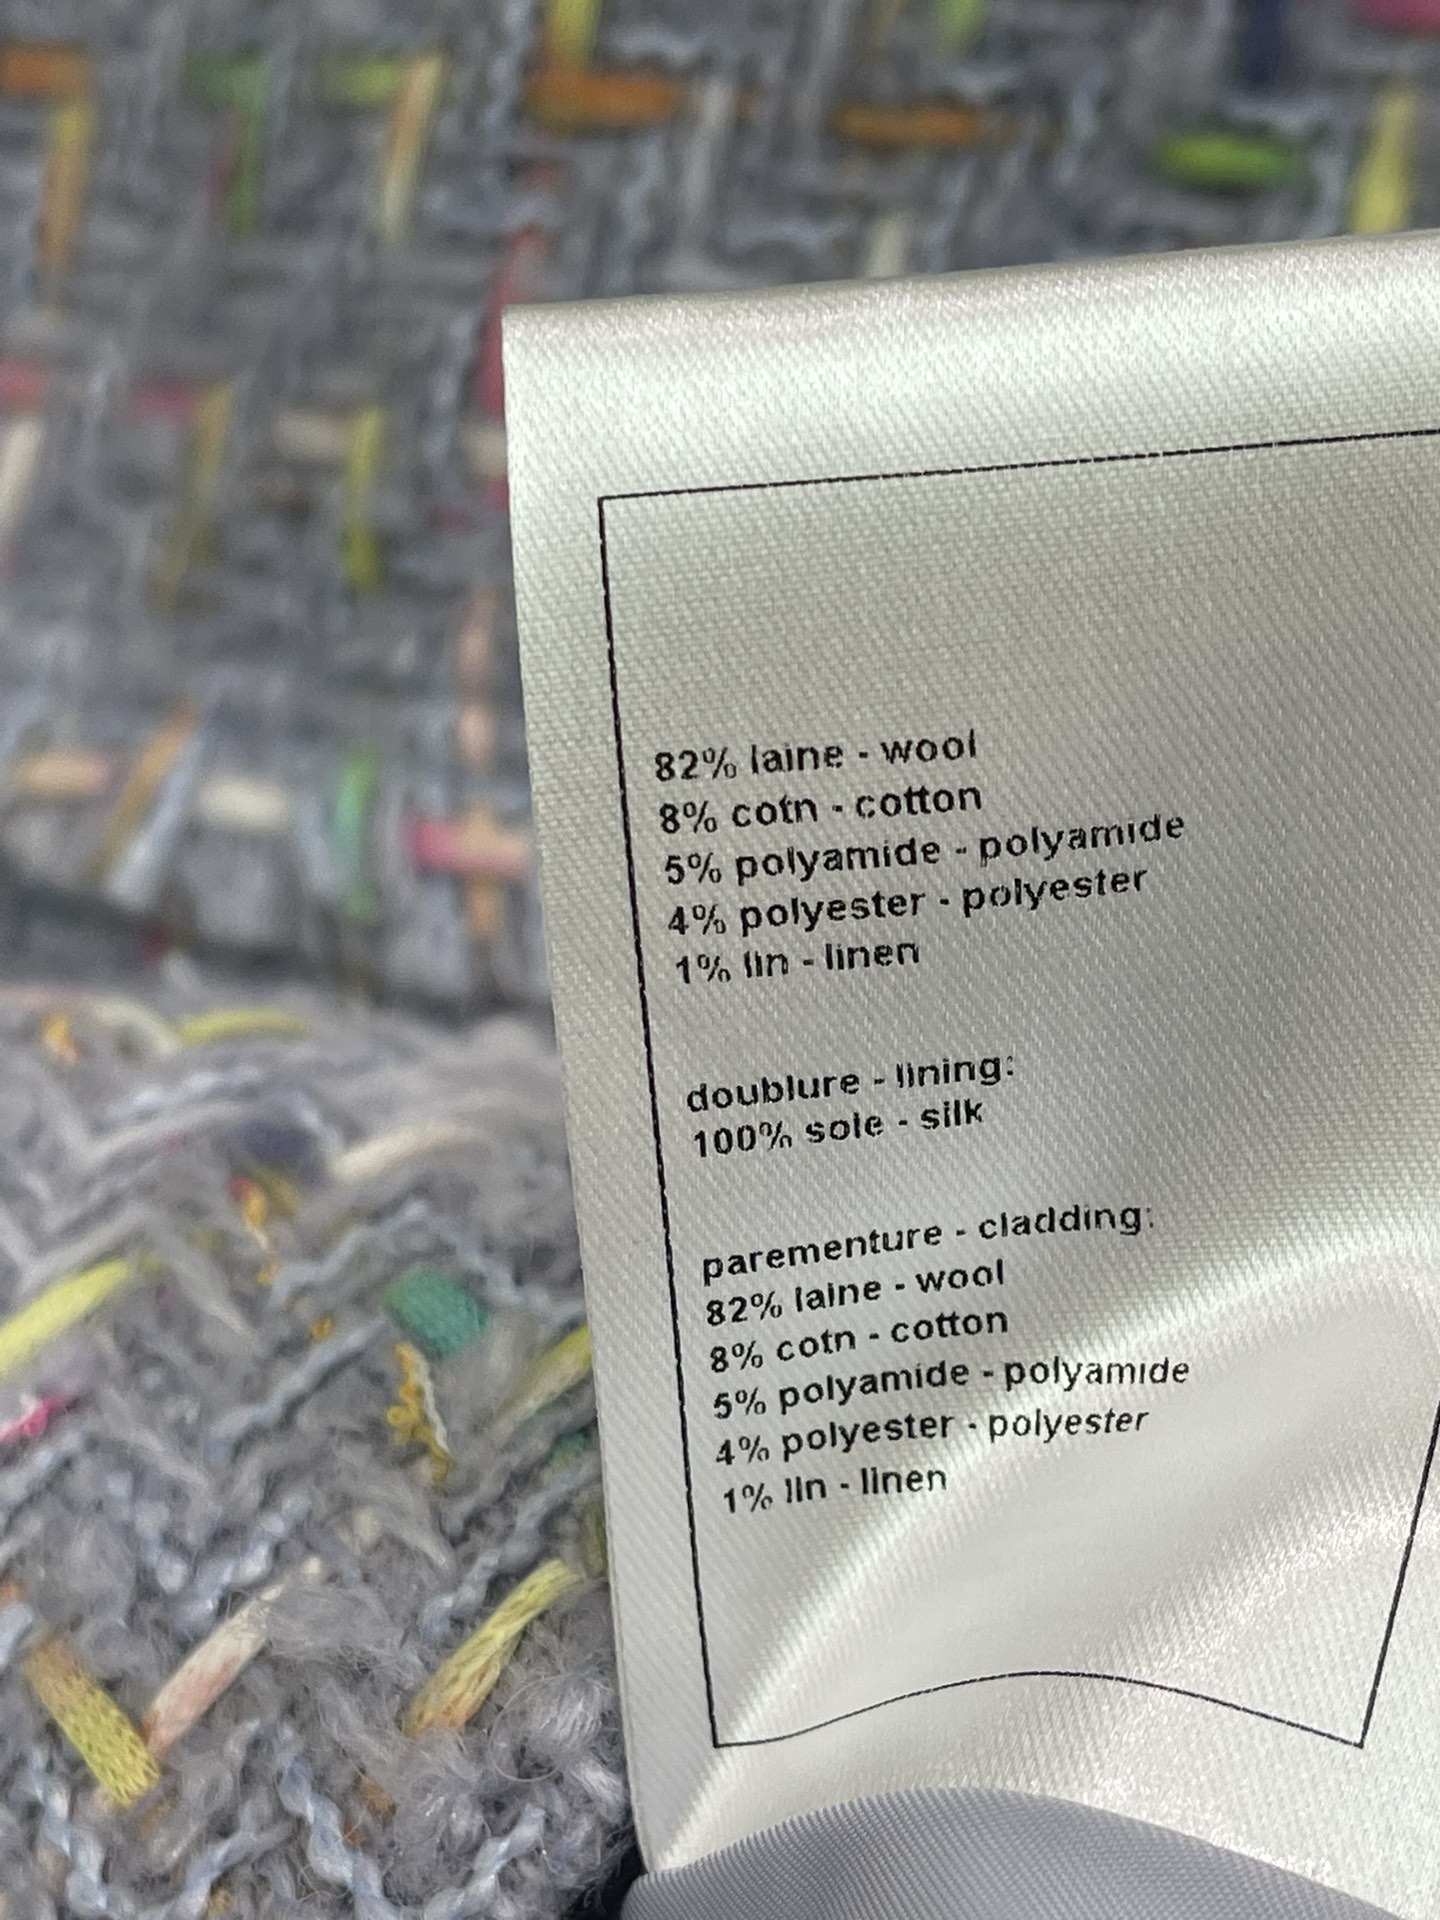 82% laine - wool
8% cotn - cotton
5% polyamide - polyamide
4% polyester - polyester
1% lin - linen
doublure - lining:
100% soie - silk
parementure - cladding:
82% laine - wool
8% cotn - cotton
5% polyamide - polyamide
4% polyester - polyester
1% lin - linen